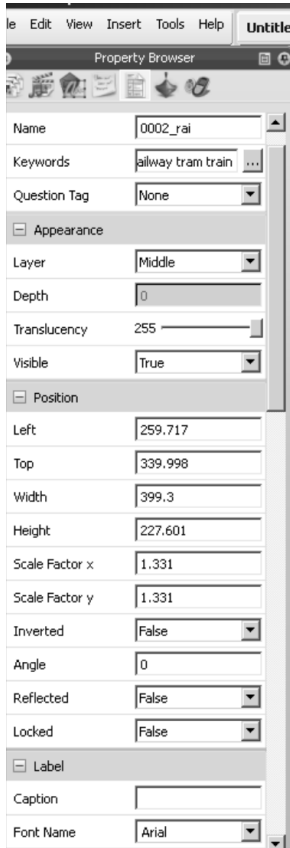 le Edit View Insert Tools Help Untitle
Property Browser
Name 0002_rai
Keywords ailway tram train ...
Question Tag None
Appearance
Layer Middle
Depth 0
Translucency 255
Visible True
Position
Left 259.717
Top 339.998
Width 399.3
Height 227.601
Scale Factor x 1.331
Scale Factor y 1.331
Inverted False
Angle 0
Reflected False
Locked False
Label
Caption
Font Name Arial